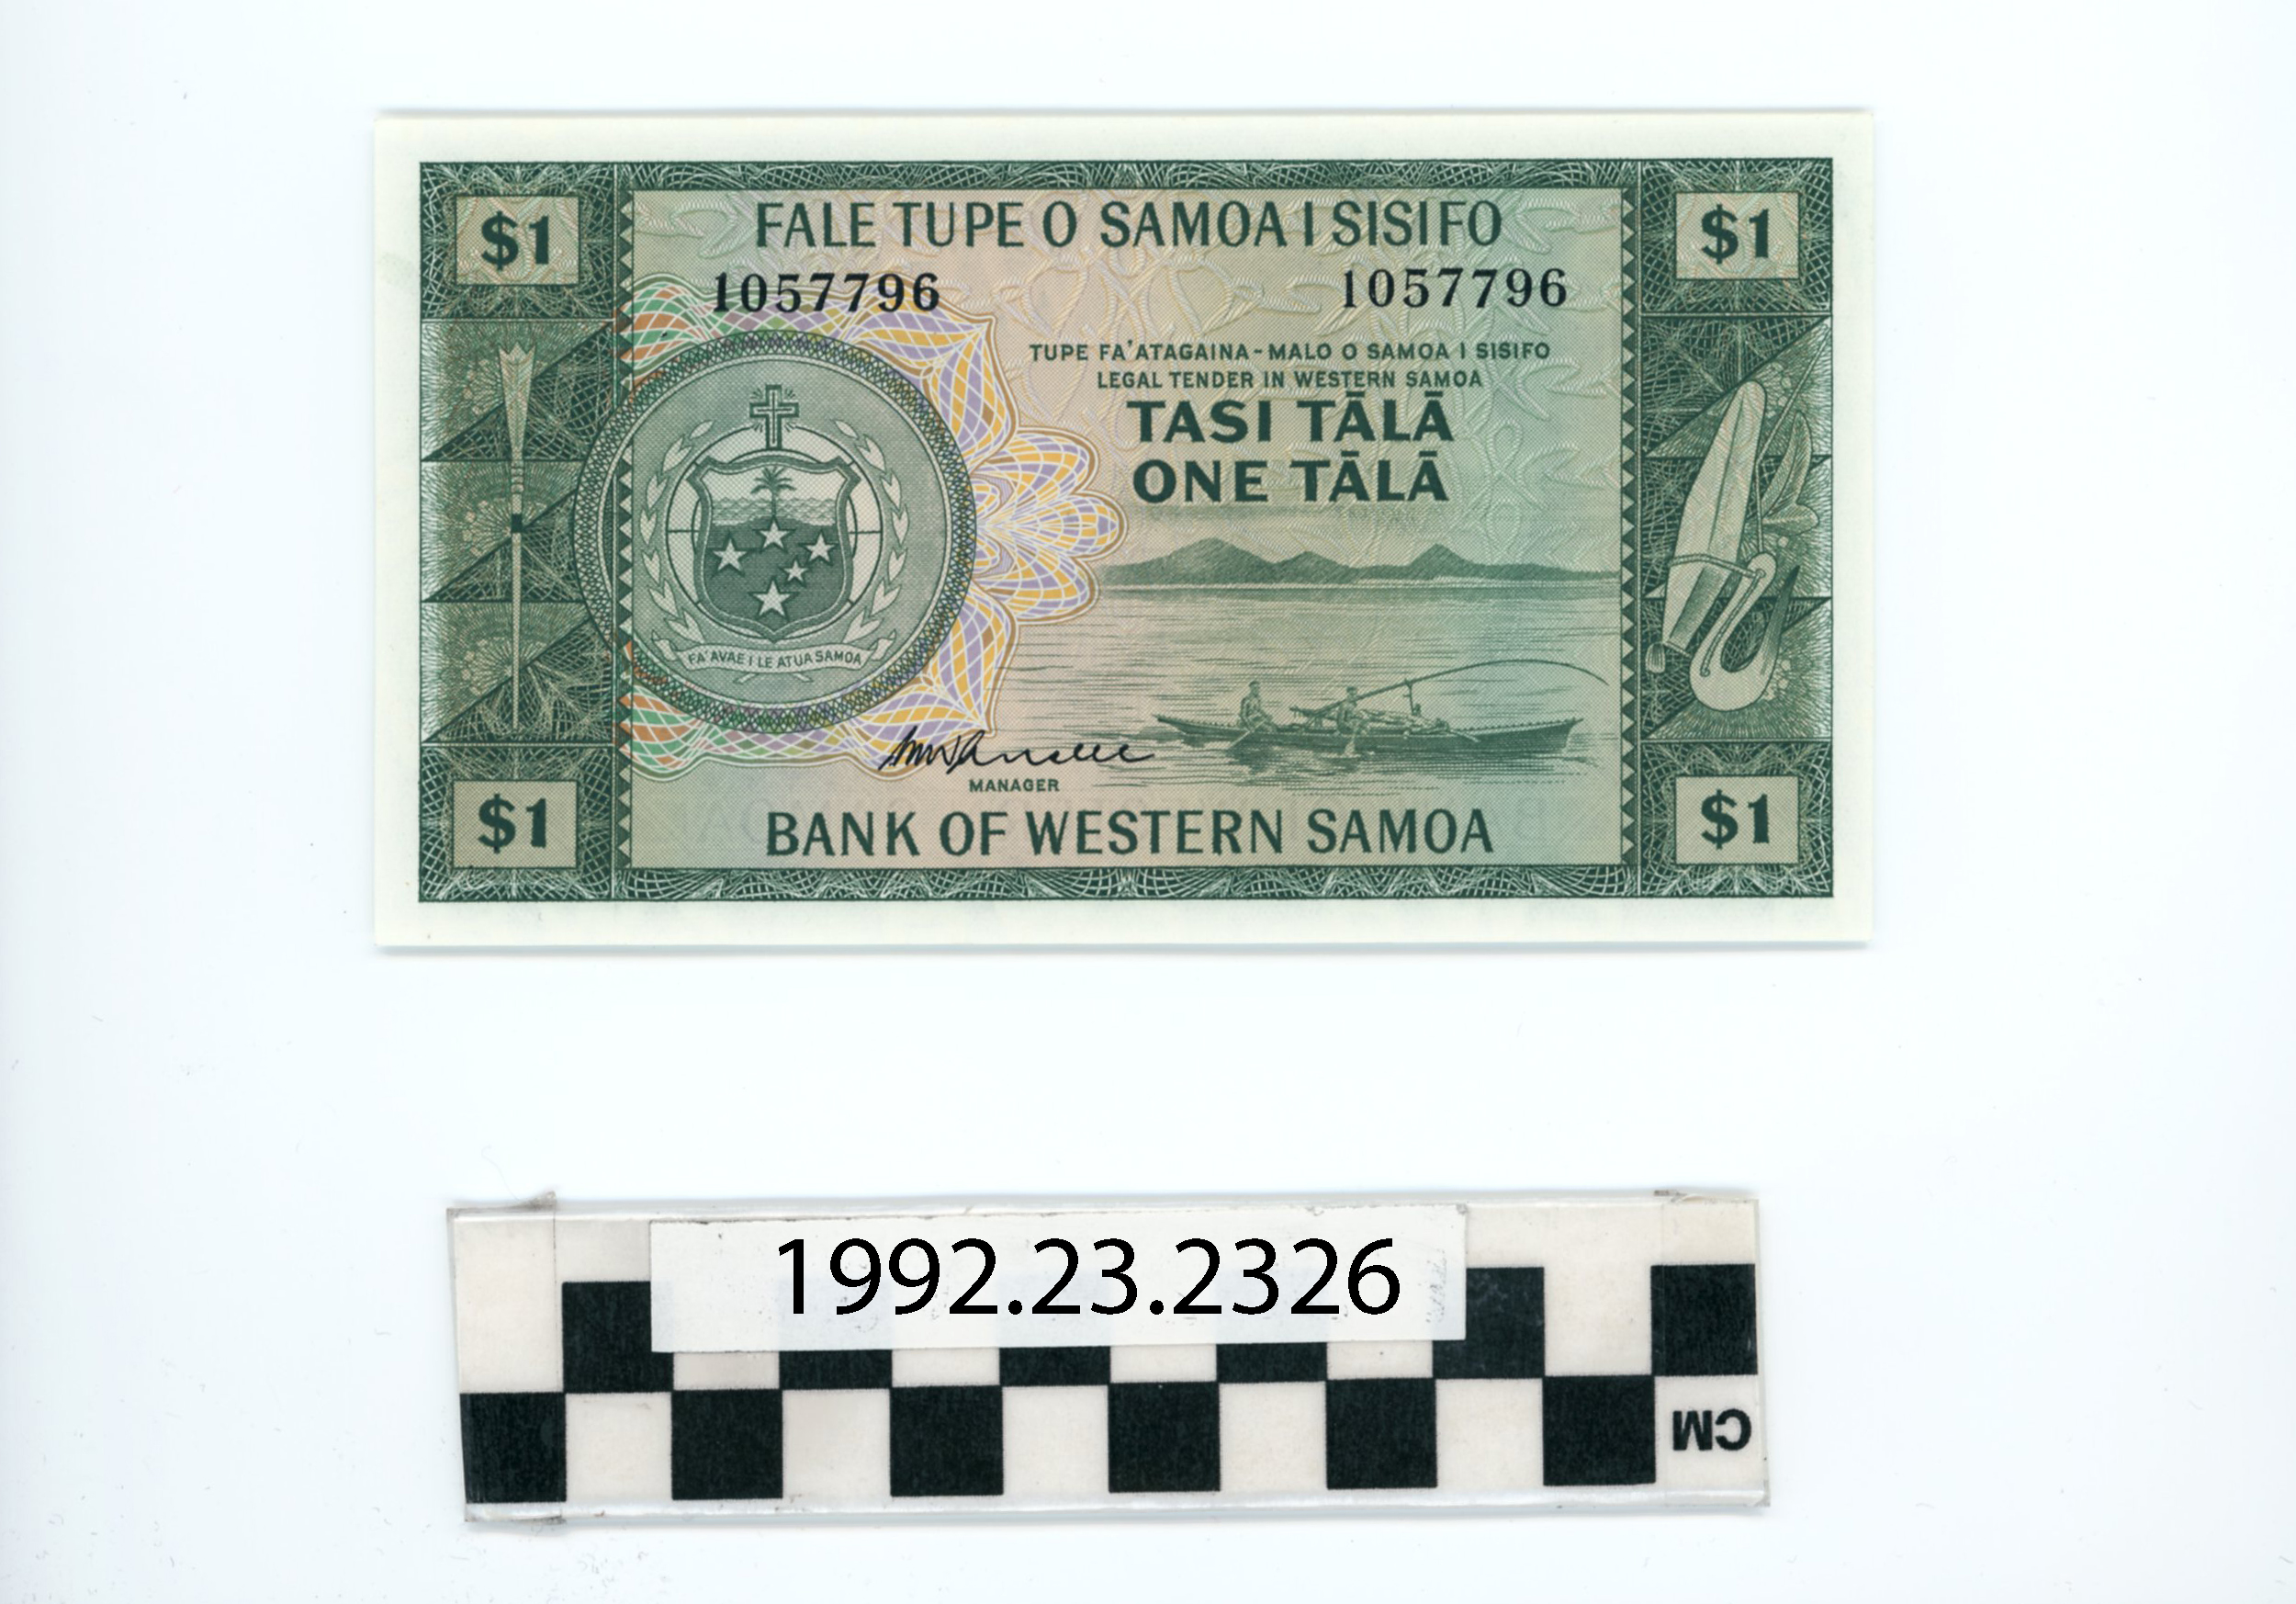 $1
$1
FALE TUPE O SAMOA I SISIFO
1057796
1057796
TUPE FA'ATAGAINA - MALO O SAMOA I SISIFO
LEGAL TENDER IN WESTERN SAMOA
TASI TĀLĀ
ONE TĀLĀ
FA'AVAE I LE ATUA SAMOA
MANAGER
$1
BANK OF WESTERN SAMOA
$1
1992.23.2326
CM